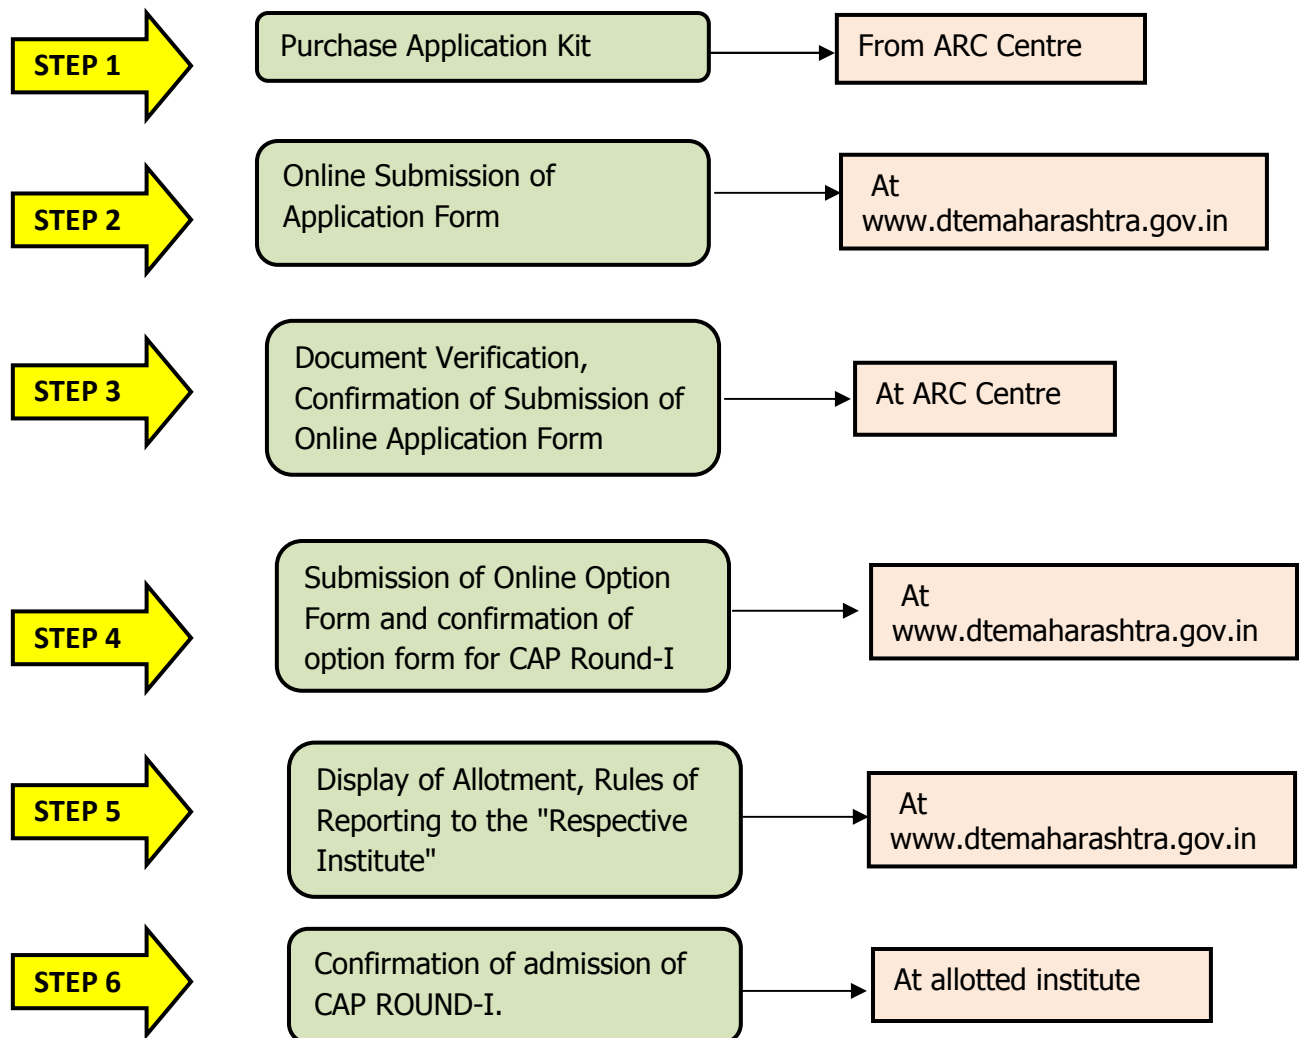 STEP 1
Purchase Application Kit
From ARC Centre
STEP 2
Online Submission of
Application Form
At
www.dtemaharashtra.gov.in
STEP 3
Document Verification,
Confirmation of Submission of
Online Application Form
At ARC Centre
STEP 4
Submission of Online Option
Form and confirmation of
option form for CAP Round-I
At
www.dtemaharashtra.gov.in
STEP 5
Display of Allotment, Rules of
Reporting to the "Respective
Institute"
At
www.dtemaharashtra.gov.in
STEP 6
Confirmation of admission of
CAP ROUND-I.
At allotted institute